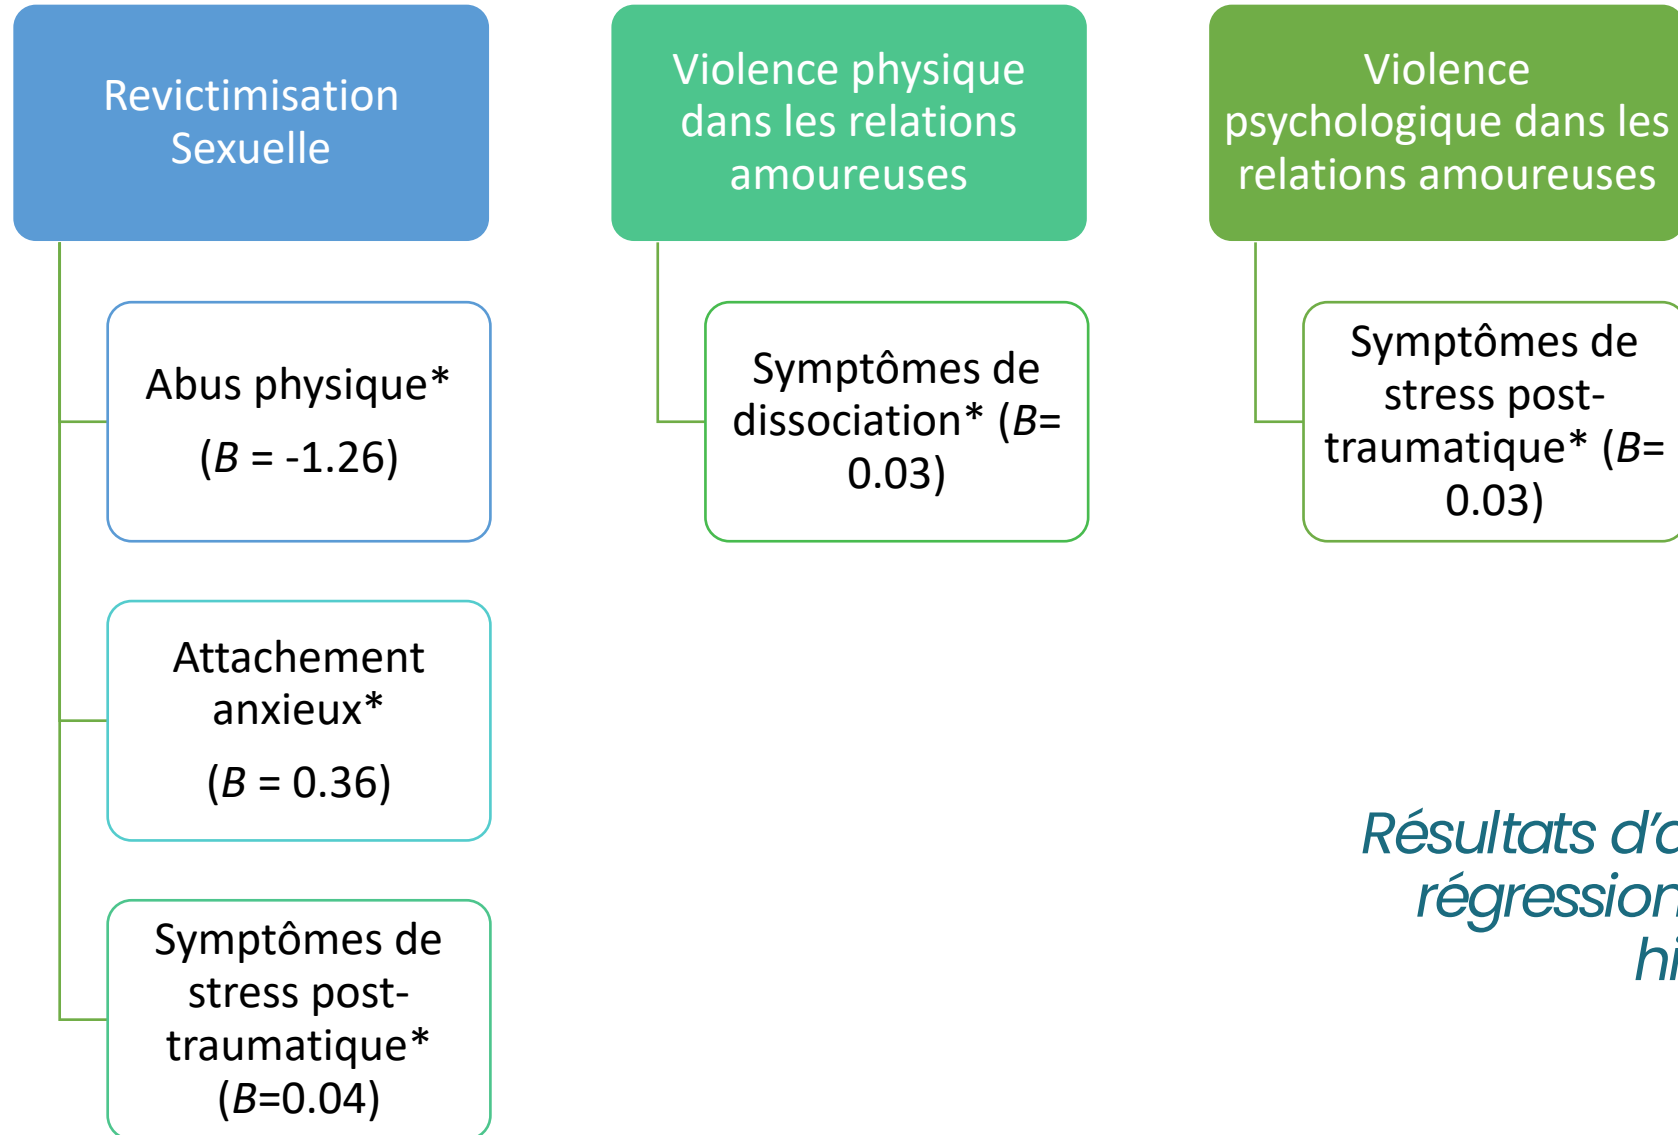 Revictimisation
Sexuelle
Abus physique*
(B = -1.26)
Attachement
anxieux*
(B = 0.36)
Symptômes de
stress post-
traumatique*
(B=0.04)
Violence physique
dans les relations
amoureuses
Symptômes de
dissociation* (B=
0.03)
Violence
psychologique dans les
relations amoureuses
Symptômes de
stress post-
traumatique* (B=
0.03)
Résultats
régression